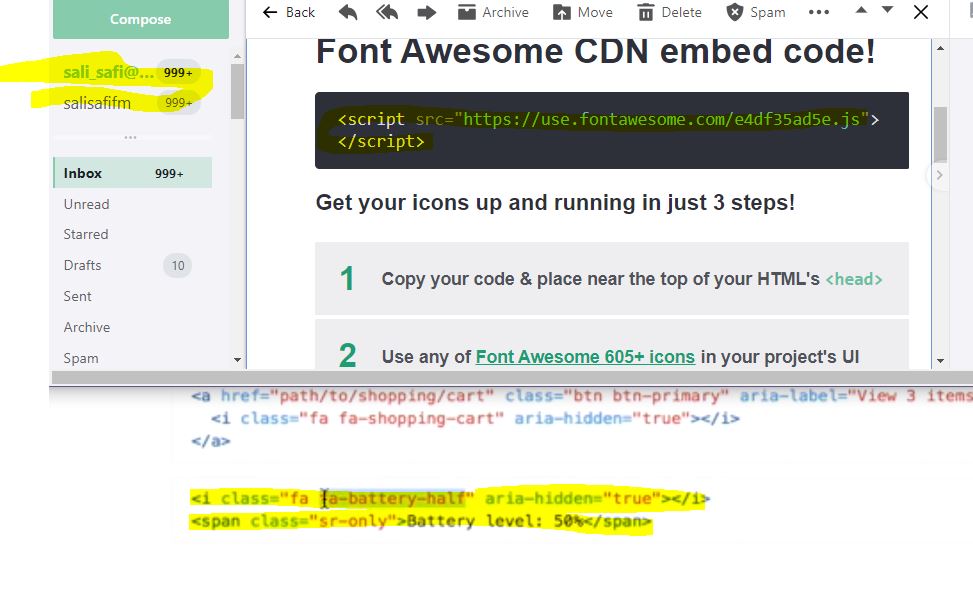 Compose
Back
Archive
Move
Delete
Spam
sali_safi@... 999+
salisafifm 999+
Inbox 999+
Unread
Starred
Drafts 10
Sent
Archive
Spam
Font Awesome CDN embed code!
<script src="https://use.fontawesome.com/e4df35ad5e.js">
</script>
Get your icons up and running in just 3 steps!
1 Copy your code & place near the top of your HTML's <head>
2 Use any of Font Awesome 605+ icons in your project's UI
<a href="path/to/shopping/cart" class="btn btn-primary" aria-label="View 3 items
<i class="fa fa-shopping-cart" aria-hidden="true"></i>
</a>
<i class="fa fa-battery-half" aria-hidden="true"></i>
<span class="sr-only">Battery level: 50%</span>